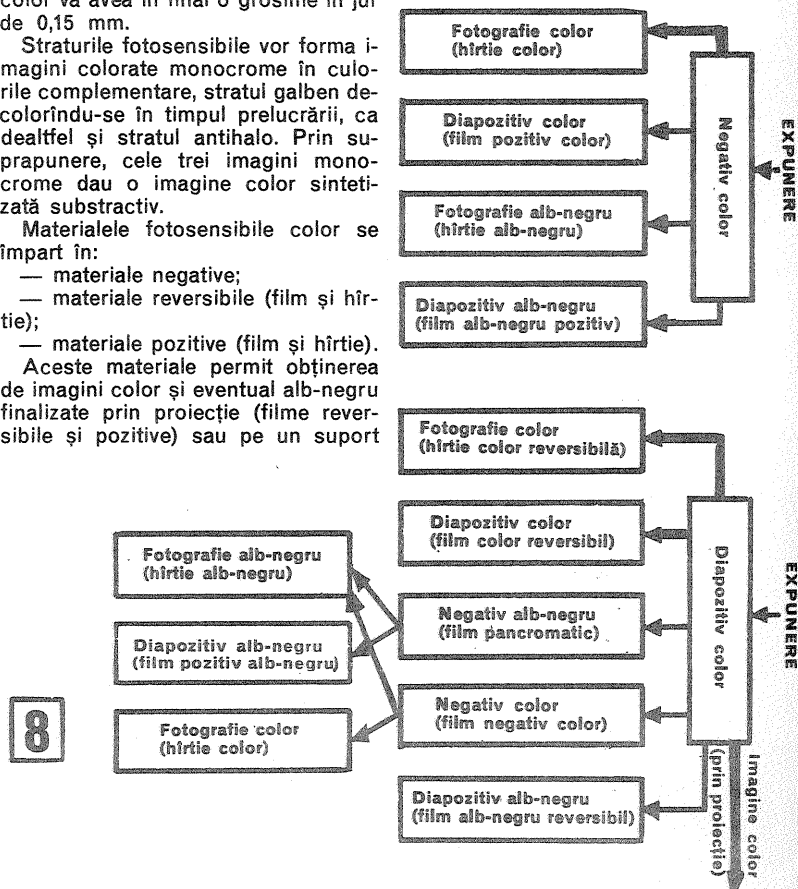 color va avea în final o grosime în jur
de 0,15 mm.
Straturile fotosensibile vor forma i-
magini colorate monocrome în culo-
rile complementare, stratul galben de-
colorîndu-se în timpul prelucrării, ca
dealtfel și stratul antihalo. Prin su-
prapunere, cele trei imagini mono-
crome dau o imagine color sinteti-
zată substractiv.
Materialele fotosensibile color se
împart în:
— materiale negative;
— materiale reversibile (film și hîr-
tie);
— materiale pozitive (film și hîrtie).
Aceste materiale permit obținerea
de imagini color și eventual alb-negru
finalizate prin proiecție (filme rever-
sibile și pozitive) sau pe un suport
Fotografie color
(hîrtie color)
Diapozitiv color
(film pozitiv color)
Fotografie alb-negru
(hîrtie alb-negru)
Diapozitiv alb-negru
(film alb-negru pozitiv)
Negativ color
EXPUNERE
Fotografie color
(hîrtie color reversibilă)
Diapozitiv color
(film color reversibil)
Negativ alb-negru
(film pancromatic)
Negativ color
(film negativ color)
Diapozitiv alb-negru
(film alb-negru reversibil)
Diapozitiv color
EXPUNERE
Imagine color
(prin proiecție)
Fotografie alb-negru
(hîrtie alb-negru)
Diapozitiv alb-negru
(film pozitiv alb-negru)
Fotografie color
(hîrtie color)
8